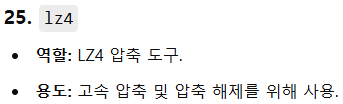 25. lz4
• 역할: LZ4 압축 도구.
• 용도: 고속 압축 및 압축 해제를 위해 사용.